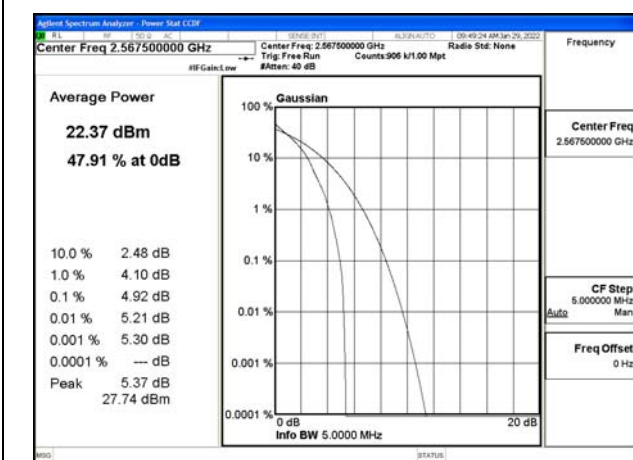 Agilent Spectrum Analyzer - Power Stat CCDF
RL RF 50 Ω AC SENSE:INT ALIGN AUTO 09:49:24 AM Jan 29, 2022
Center Freq 2.567500000 GHz
Center Freq: 2.567500000 GHz Radio Std: None
Trig: Free Run Counts:906 k/1.00 Mpt
#IFGain:Low #Atten: 40 dB
Frequency
Average Power
22.37 dBm
47.91 % at 0dB
10.0 % 2.48 dB
1.0 % 4.10 dB
0.1 % 4.92 dB
0.01 % 5.21 dB
0.001 % 5.30 dB
0.0001 % --- dB
Peak 5.37 dB
27.74 dBm
Gaussian
100 %
10 %
1 %
0.1 %
0.01 %
0.001 %
0.0001 %
0 dB 20 dB
Info BW 5.0000 MHz
Center Freq
2.567500000 GHz
CF Step
5.000000 MHz
Auto Man
Freq Offset
0 Hz
MSG STATUS